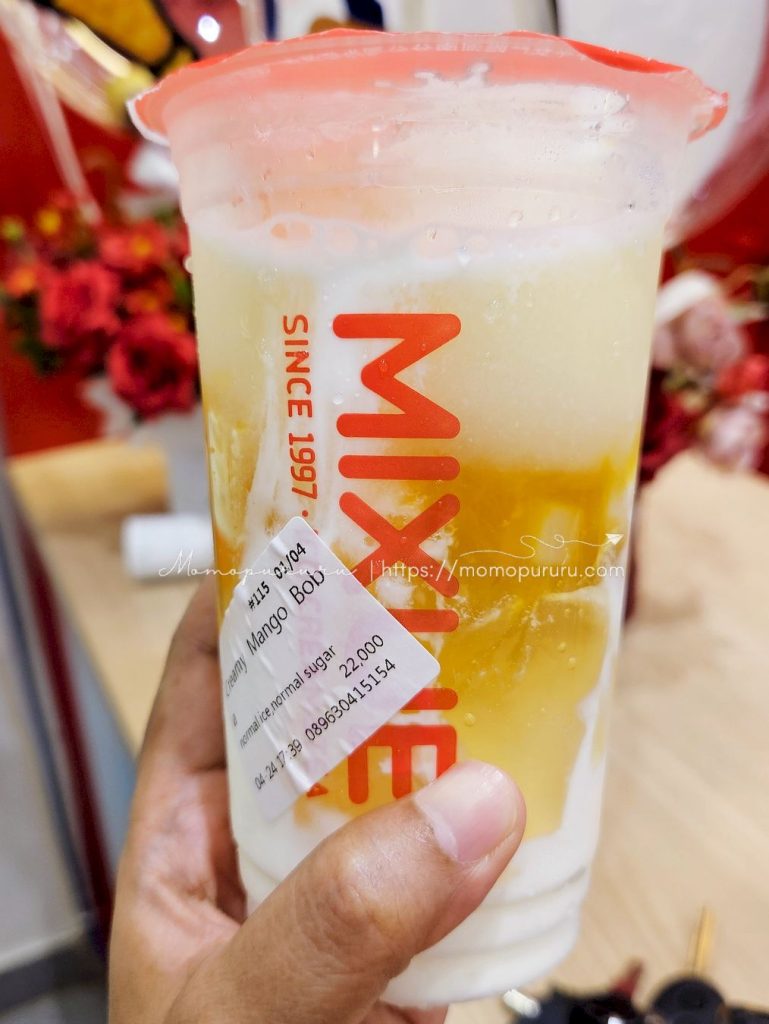 MIXUE
SINCE 1997 ·
#115 01/04
Creamy Mango Bob
a
normal ice,normal sugar
22,000
04-24 17:39 089630415154
Momopururu | https://momopururu.com